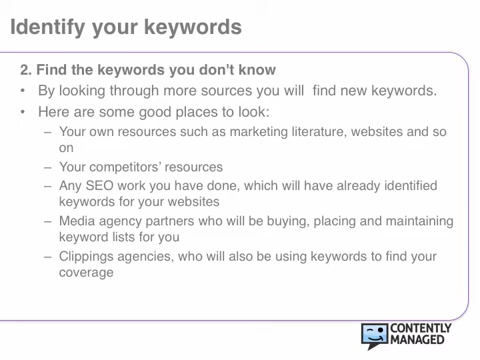 Identify your keywords
2. Find the keywords you don't know
• By looking through more sources you will  find new keywords.
• Here are some good places to look:
– Your own resources such as marketing literature, websites and so
on
– Your competitors' resources
– Any SEO work you have done, which will have already identified
keywords for your websites
– Media agency partners who will be buying, placing and maintaining
keyword lists for you
– Clippings agencies, who will also be using keywords to find your
coverage
CONTENTLY
MANAGED